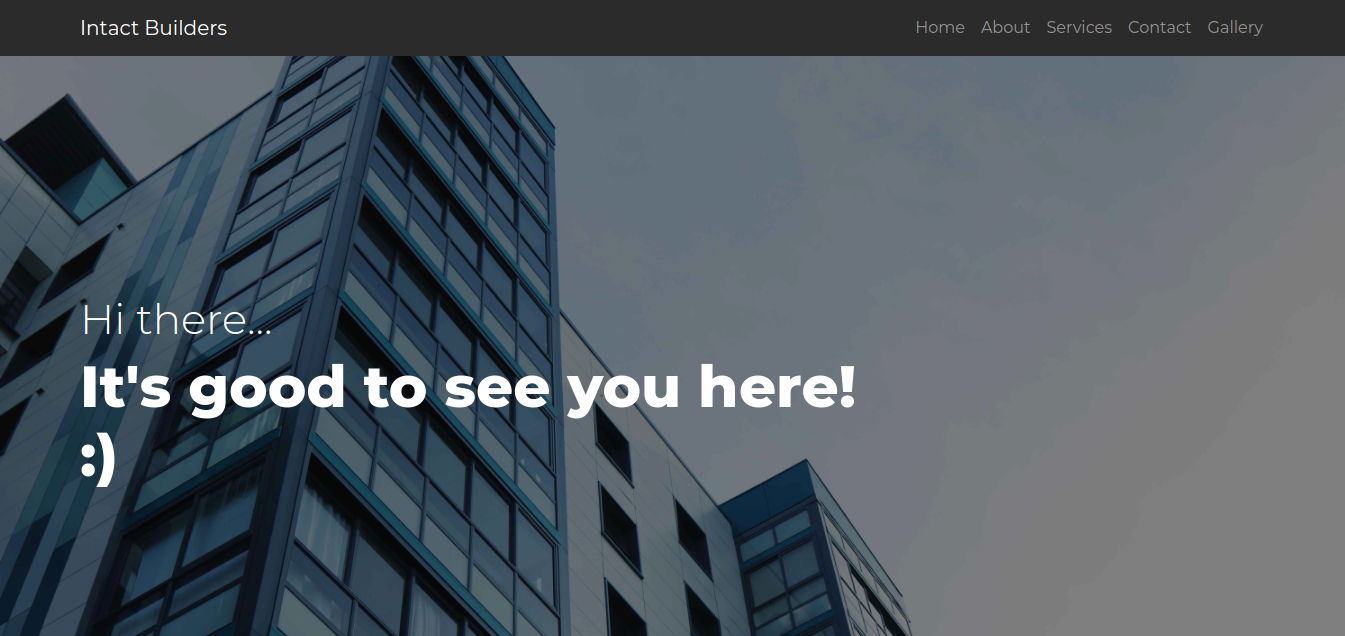 Intact Builders
Home About Services Contact Gallery
Hi there...
It's good to see you here!
:)